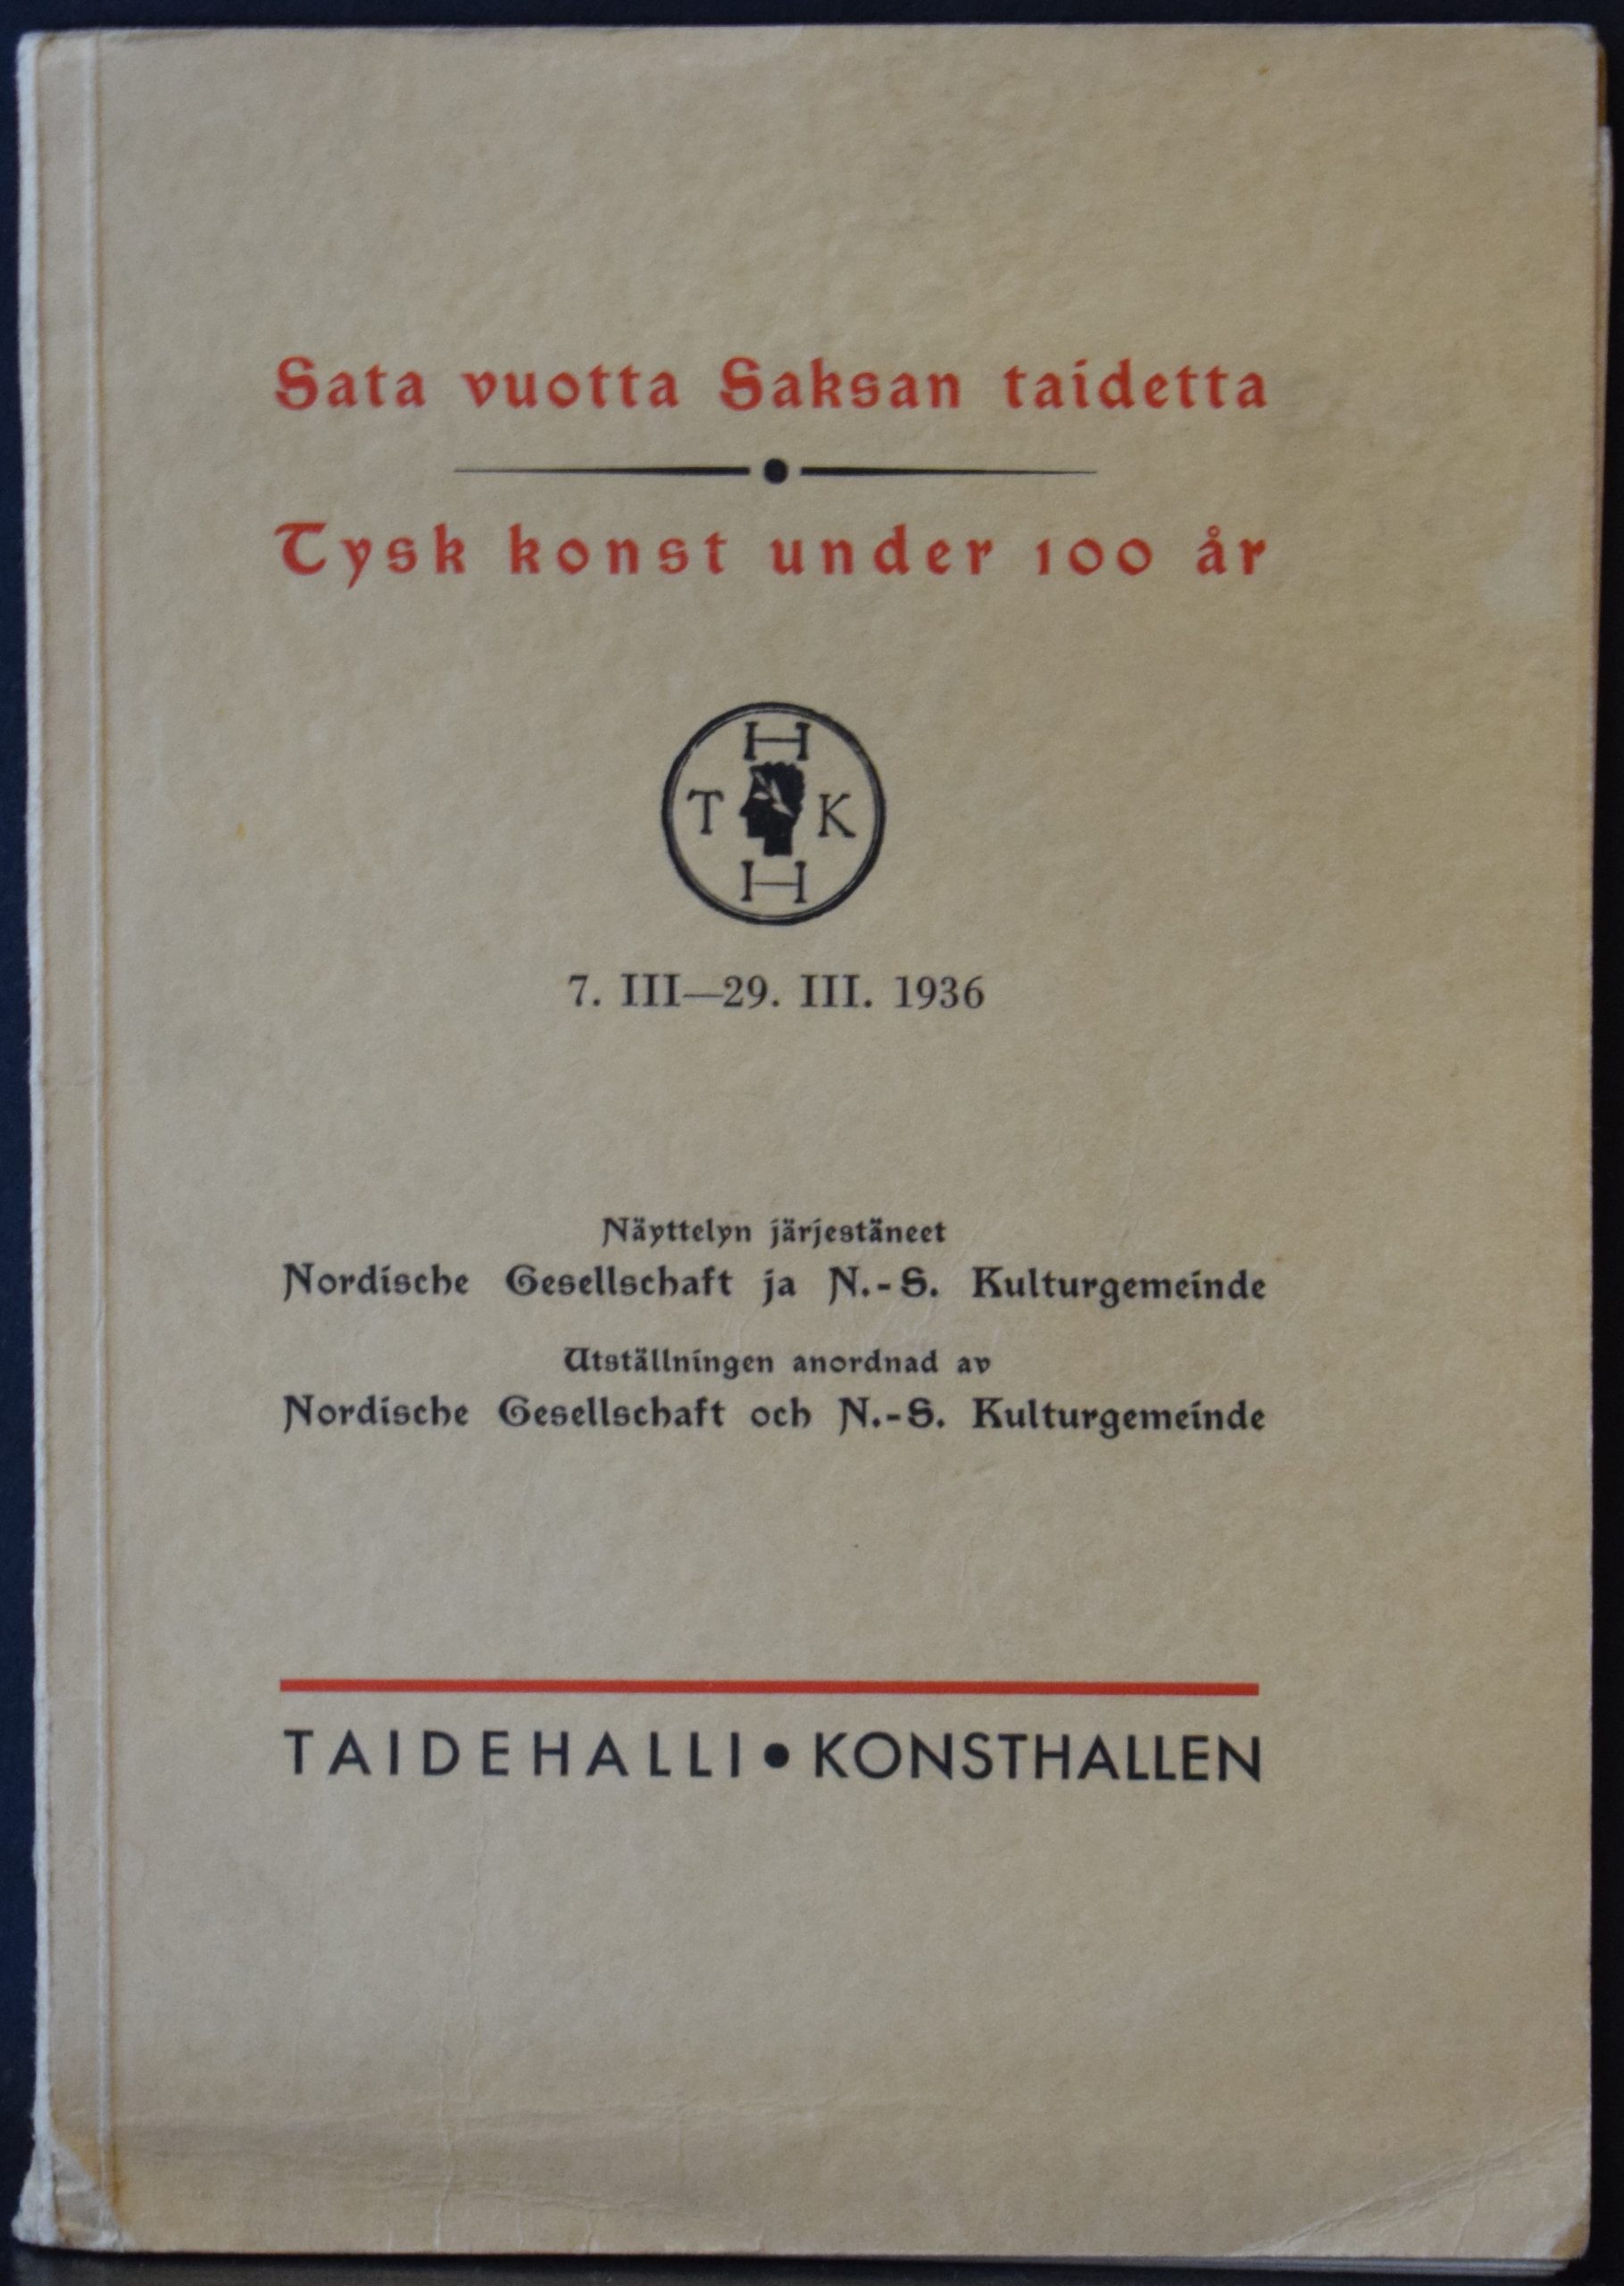 Sata vuotta Saksan taidetta
Tysk konst under 100 år
H
T K
H
7. III—29. III. 1936
Näyttelyn järjestäneet
Nordische Gesellschaft ja N.-S. Kulturgemeinde
Utställningen anordnad av
Nordische Gesellschaft och N.-S. Kulturgemeinde
TAIDEHALLI • KONSTHALLEN